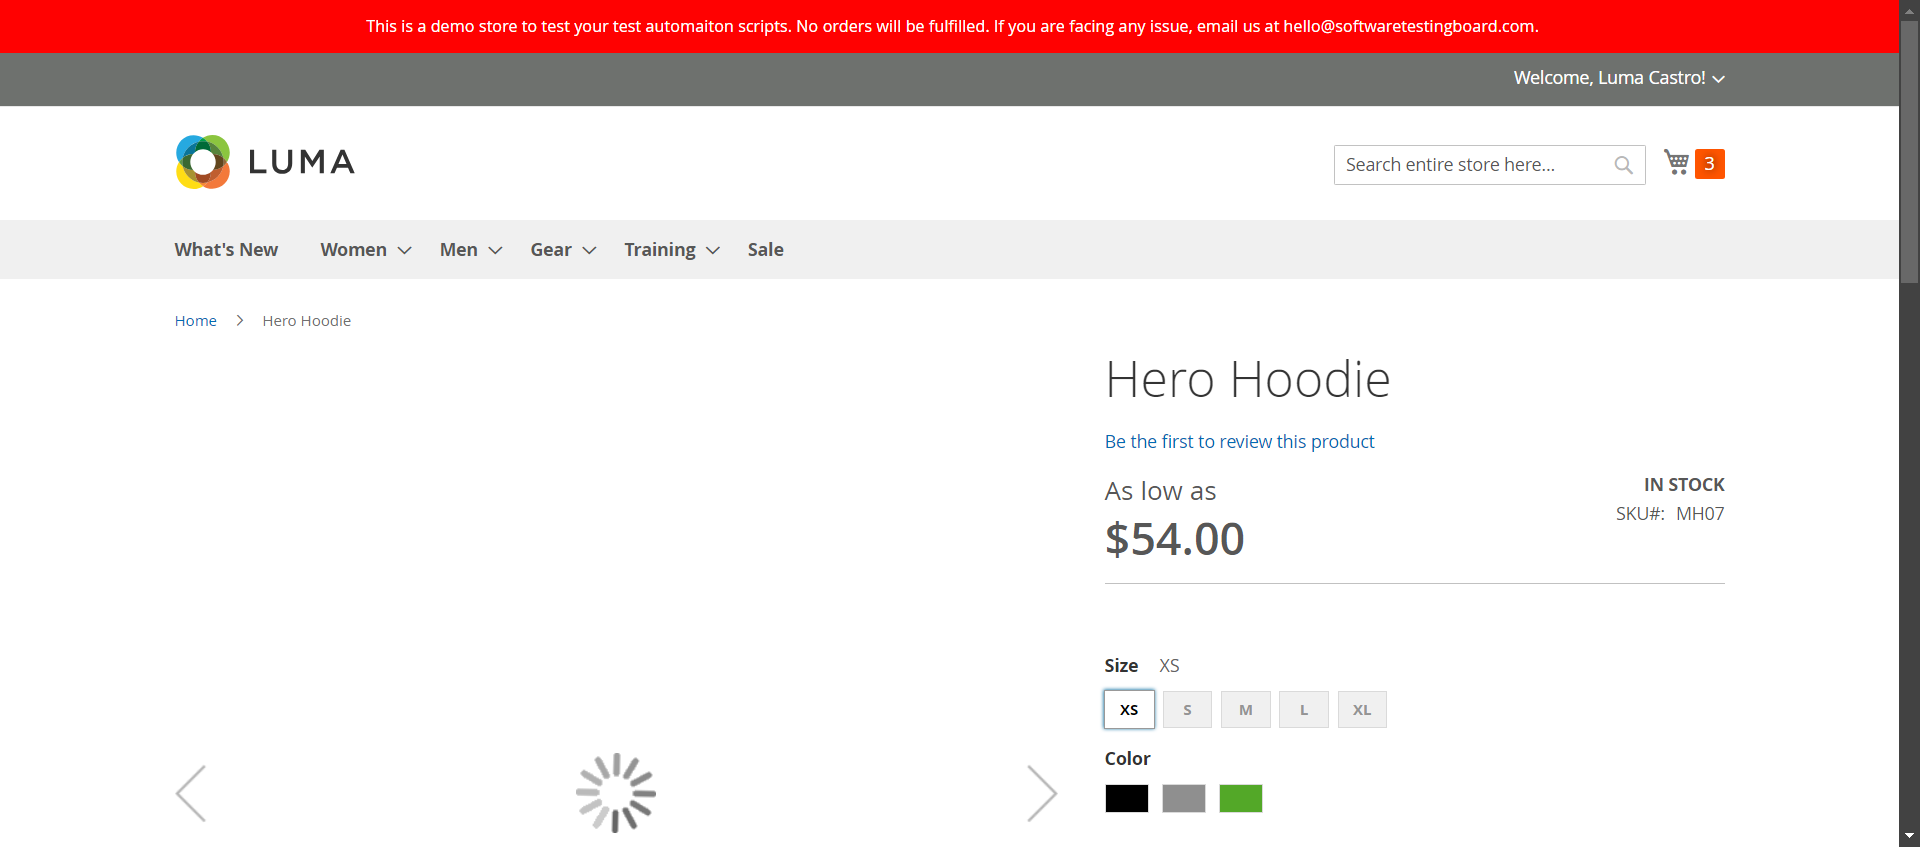 This is a demo store to test your test automaiton scripts. No orders will be fulfilled. If you are facing any issue, email us at hello@softwaretestingboard.com.
Welcome, Luma Castro!
LUMA
Search entire store here...
3
What's New Women Men Gear Training Sale
Home Hero Hoodie
Hero Hoodie
Be the first to review this product
As low as
$54.00
IN STOCK
SKU#: MH07
Size XS
XS S M L XL
Color